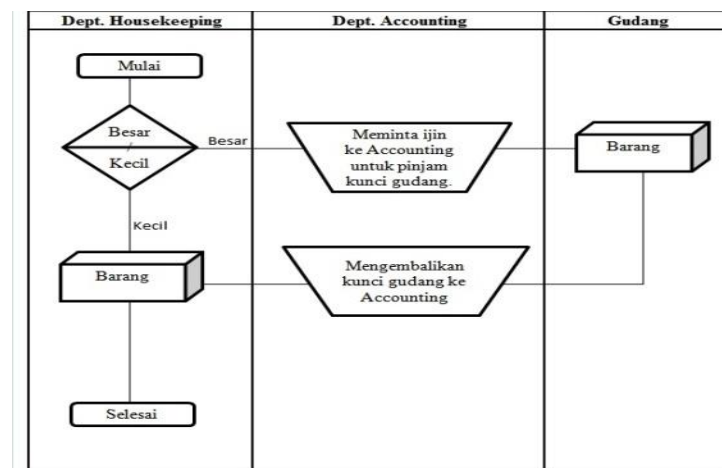 Dept. Housekeeping
Dept. Accounting
Gudang
Mulai
Besar
/
Kecil
Besar
Meminta ijin
ke Accounting
untuk pinjam
kunci gudang.
Barang
Kecil
Barang
Mengembalikan
kunci gudang ke
Accounting
Selesai